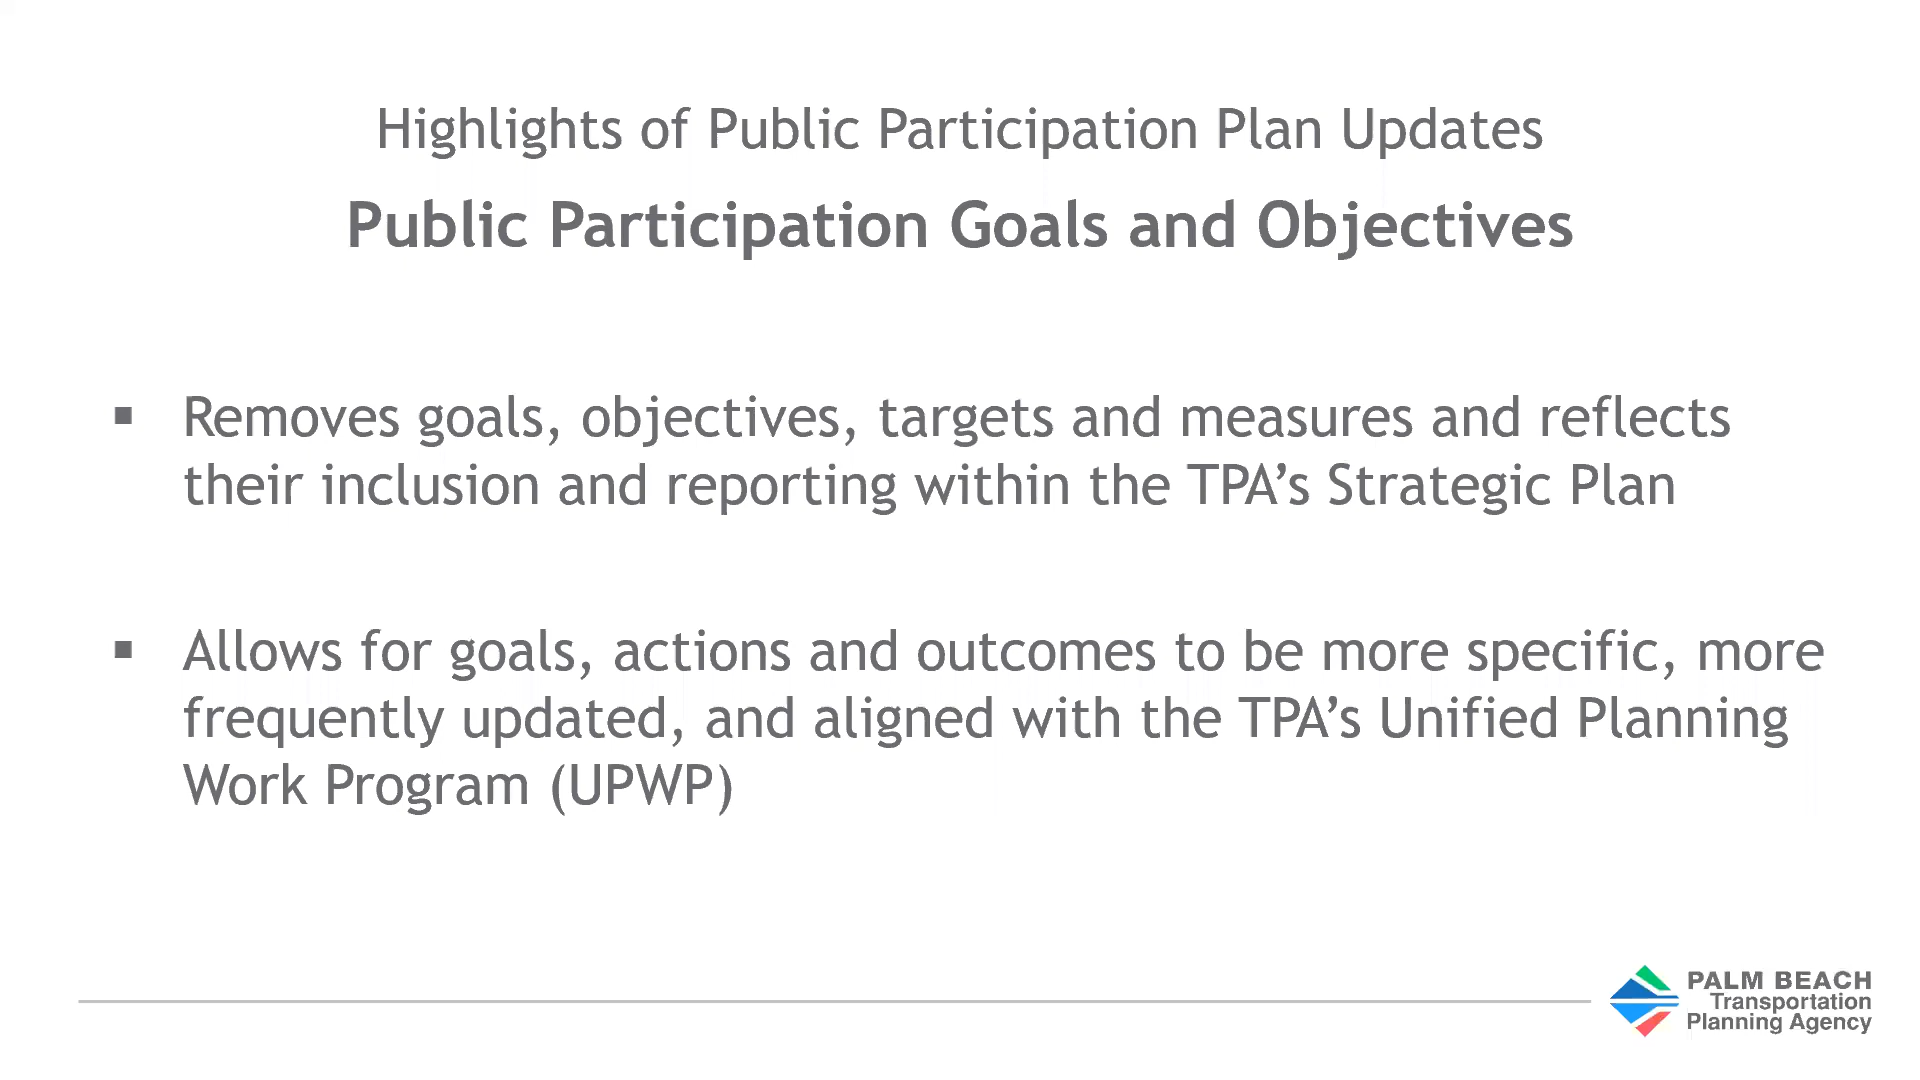 Highlights of Public Participation Plan Updates
Public Participation Goals and Objectives
▪ Removes goals, objectives, targets and measures and reflects
their inclusion and reporting within the TPA’s Strategic Plan
▪ Allows for goals, actions and outcomes to be more specific, more
frequently updated, and aligned with the TPA’s Unified Planning
Work Program (UPWP)
PALM BEACH
Transportation
Planning Agency